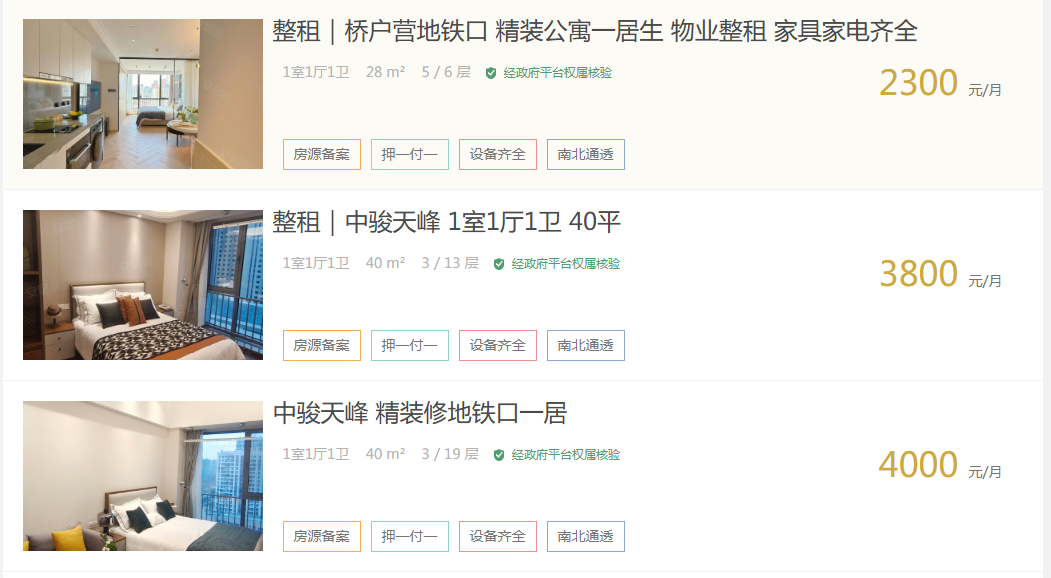 整租｜桥户营地铁口 精装公寓一居生 物业整租 家具家电齐全
1室1厅1卫 28 m² 5 / 6 层 经政府平台权属核验
2300 元/月
房源备案 押一付一 设备齐全 南北通透
整租｜中骏天峰 1室1厅1卫 40平
1室1厅1卫 40 m² 3 / 13 层 经政府平台权属核验
3800 元/月
房源备案 押一付一 设备齐全 南北通透
中骏天峰 精装修地铁口一居
1室1厅1卫 40 m² 3 / 19 层 经政府平台权属核验
4000 元/月
房源备案 押一付一 设备齐全 南北通透